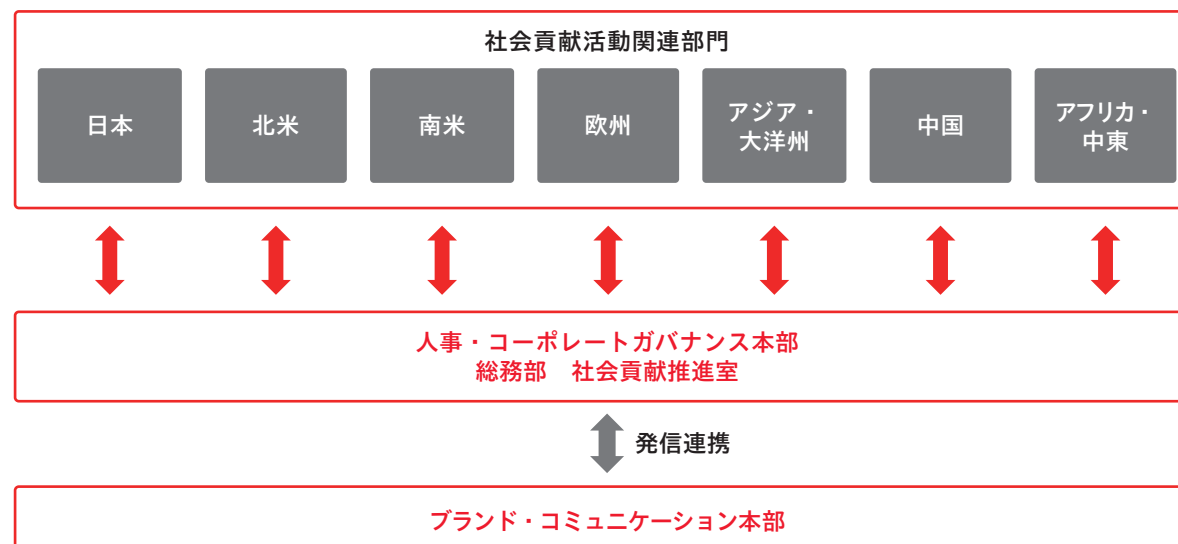 社会貢献活動関連部門
日本
北米
南米
欧州
アジア・
大洋州
中国
アフリカ・
中東
人事・コーポレートガバナンス本部
総務部　社会貢献推進室
発信連携
ブランド・コミュニケーション本部